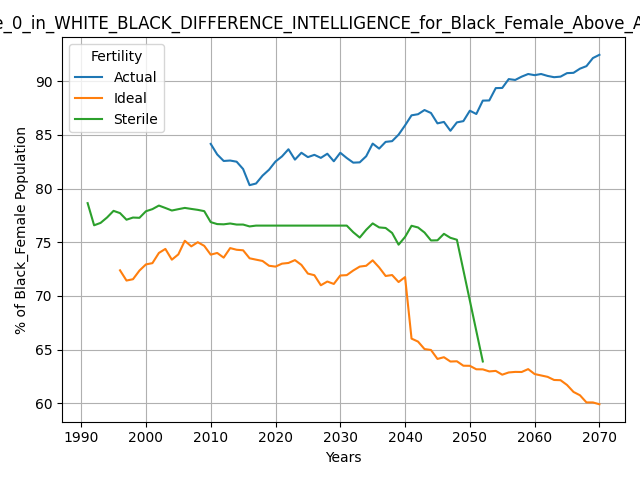 e_0_in_WHITE_BLACK_DIFFERENCE_INTELLIGENCE_for_Black_Female_Above_A
Fertility
Actual
Ideal
Sterile
% of Black_Female Population
90
85
80
75
70
65
60
1990 2000 2010 2020 2030 2040 2050 2060 2070
Years